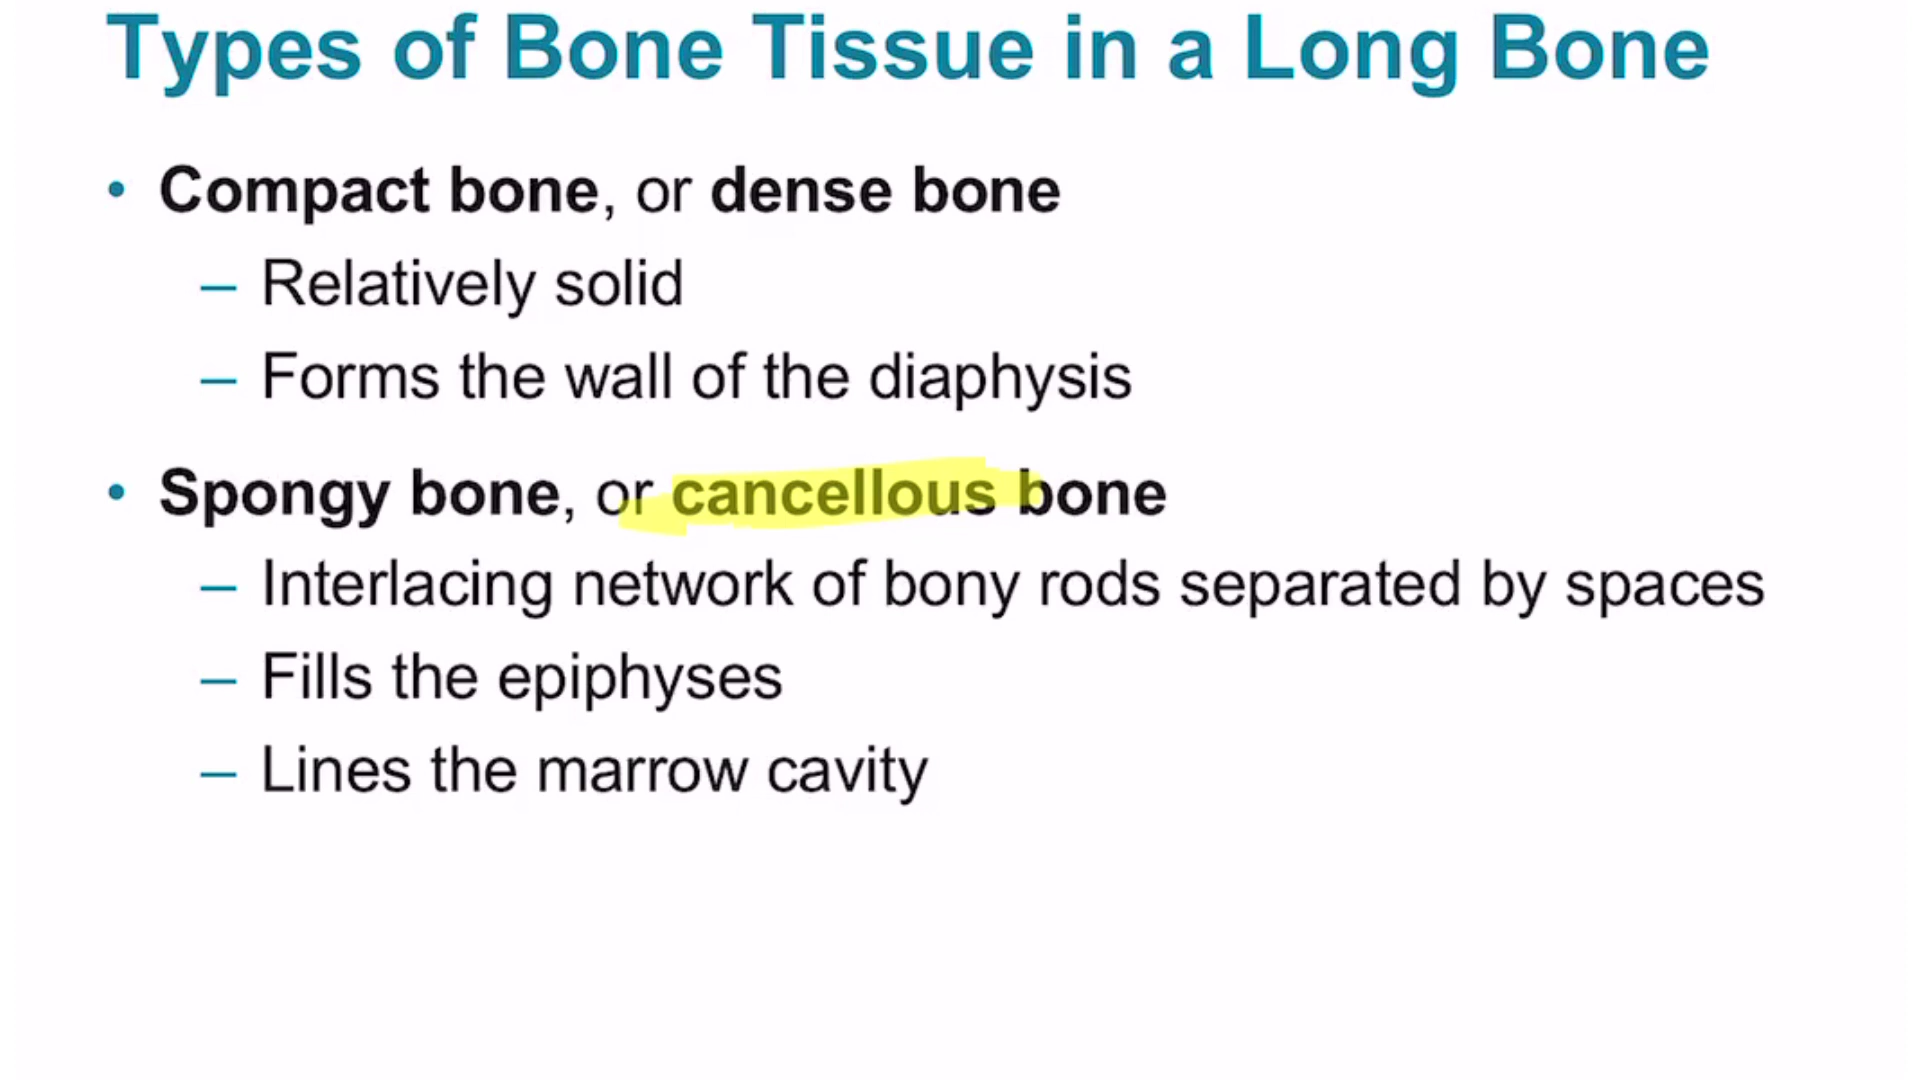 Types of Bone Tissue in a Long Bone
• Compact bone, or dense bone
– Relatively solid
– Forms the wall of the diaphysis
• Spongy bone, or cancellous bone
– Interlacing network of bony rods separated by spaces
– Fills the epiphyses
– Lines the marrow cavity